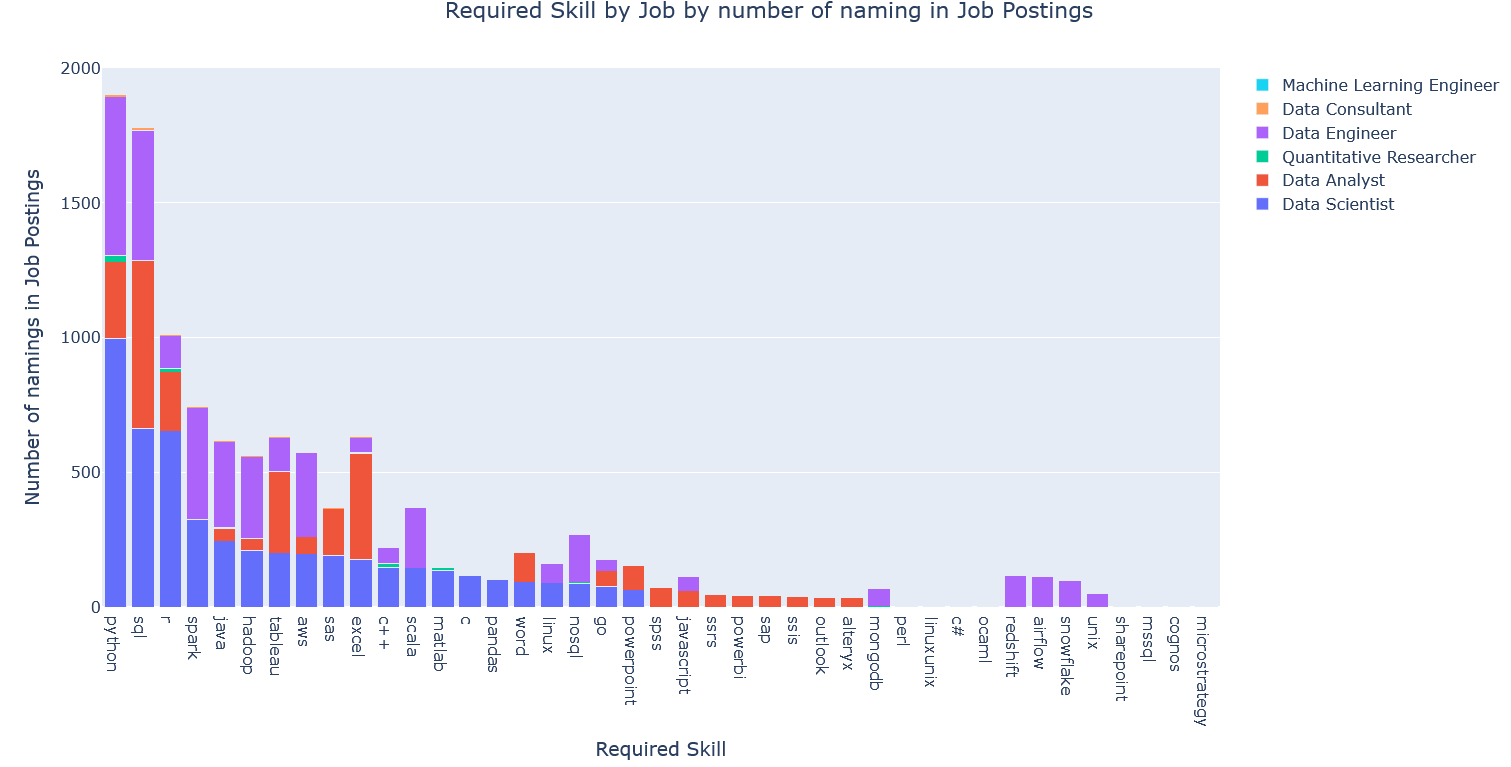 Required Skill by Job by number of naming in Job Postings
2000
1500
1000
500
0
Number of namings in Job Postings
python
sql
r
spark
java
hadoop
tableau
aws
sas
excel
c++
scala
matlab
c
pandas
word
linux
nosql
go
powerpoint
spss
javascript
ssrs
powerbi
sap
ssis
outlook
alteryx
mongodb
perl
linuxunix
c#
ocaml
redshift
airflow
snowflake
unix
sharepoint
mssql
cognos
microstrategy
Required Skill
Machine Learning Engineer
Data Consultant
Data Engineer
Quantitative Researcher
Data Analyst
Data Scientist